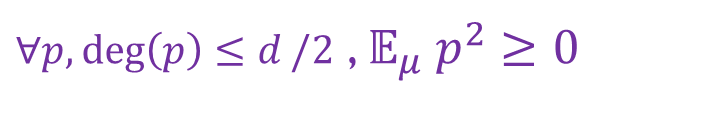 ∀p, deg(p) ≤ d /2 , 𝔼_μ p² ≥ 0